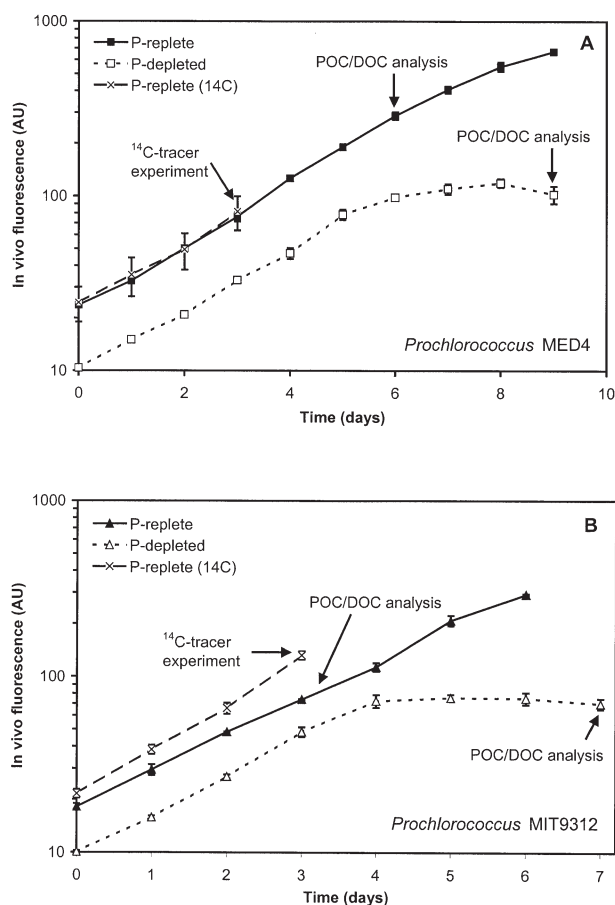 1000
A
P-replete
P-depleted
P-replete (14C)
POC/DOC analysis
POC/DOC analysis
14C-tracer
experiment
100
In vivo fluorescence (AU)
Prochlorococcus MED4
10
0 2 4 6 8 10
Time (days)
1000
B
P-replete
P-depleted
P-replete (14C)
POC/DOC analysis
14C-tracer
experiment
100
In vivo fluorescence (AU)
POC/DOC analysis
Prochlorococcus MIT9312
10
0 1 2 3 4 5 6 7
Time (days)